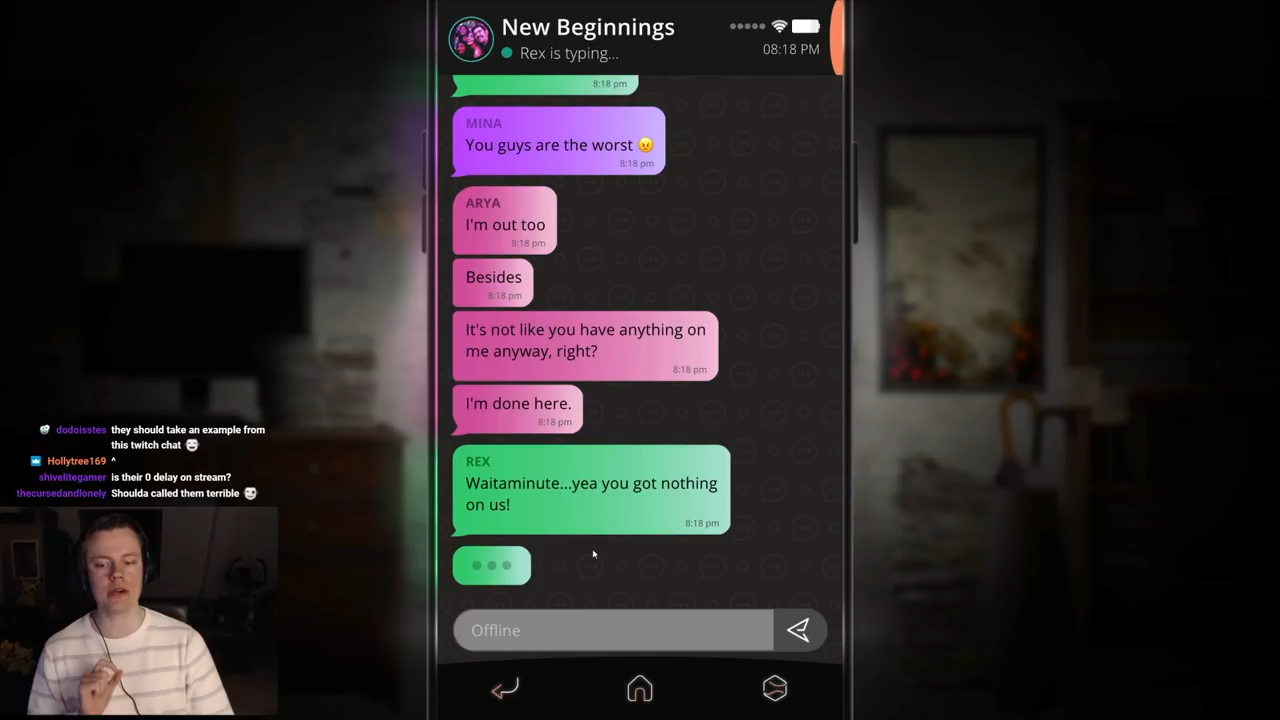 New Beginnings
Rex is typing...
08:18 PM
8:18 pm
MINA
You guys are the worst 😠
8:18 pm
ARYA
I'm out too
8:18 pm
Besides
8:18 pm
It's not like you have anything on
me anyway, right?
8:18 pm
I'm done here.
8:18 pm
REX
Waitaminute...yea you got nothing
on us!
8:18 pm
Offline
dodoisstes they should take an example from
this twitch chat
Hollytree169 ^
shivelitegamer is their 0 delay on stream?
thecursedandlonely Shoulda called them terrible